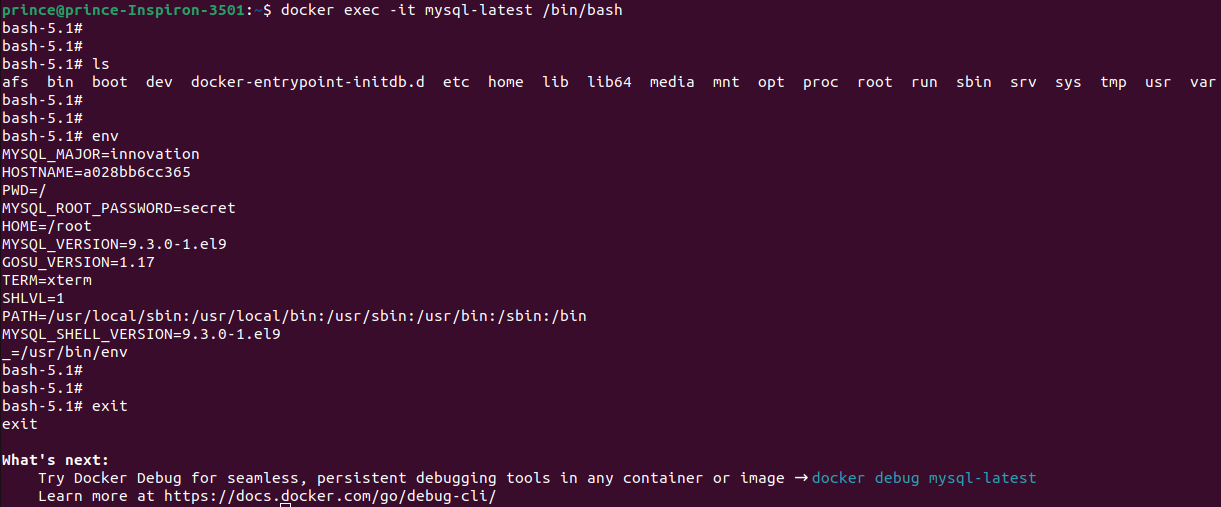 prince@prince-Inspiron-3501:~$ docker exec -it mysql-latest /bin/bash
bash-5.1#
bash-5.1#
bash-5.1# ls
afs  bin  boot  dev  docker-entrypoint-initdb.d  etc  home  lib  lib64  media  mnt  opt  proc  root  run  sbin  srv  sys  tmp  usr  var
bash-5.1#
bash-5.1#
bash-5.1# env
MYSQL_MAJOR=innovation
HOSTNAME=a028bb6cc365
PWD=/
MYSQL_ROOT_PASSWORD=secret
HOME=/root
MYSQL_VERSION=9.3.0-1.el9
GOSU_VERSION=1.17
TERM=xterm
SHLVL=1
PATH=/usr/local/sbin:/usr/local/bin:/usr/sbin:/usr/bin:/sbin:/bin
MYSQL_SHELL_VERSION=9.3.0-1.el9
_=/usr/bin/env
bash-5.1#
bash-5.1#
bash-5.1# exit
exit

What's next:
    Try Docker Debug for seamless, persistent debugging tools in any container or image → docker debug mysql-latest
    Learn more at https://docs.docker.com/go/debug-cli/